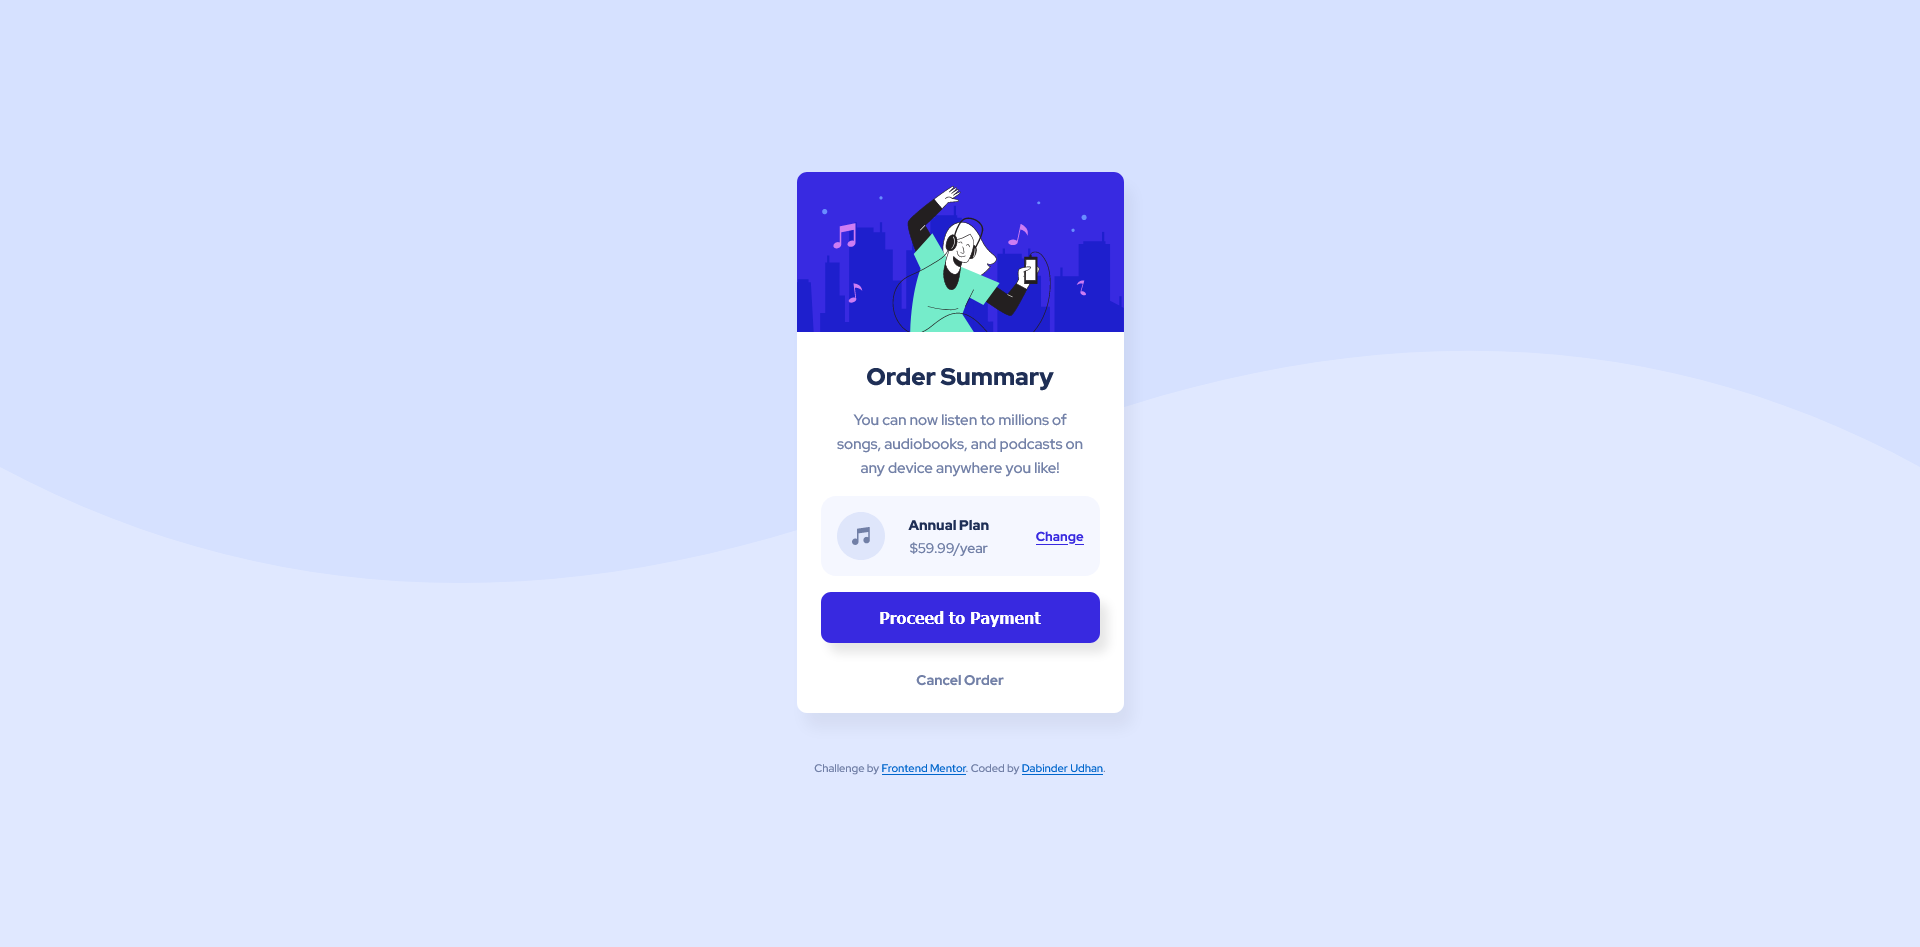 Order Summary
You can now listen to millions of
songs, audiobooks, and podcasts on
any device anywhere you like!
Annual Plan
$59.99/year
Change
Proceed to Payment
Cancel Order
Challenge by Frontend Mentor. Coded by Dabinder Udhan.